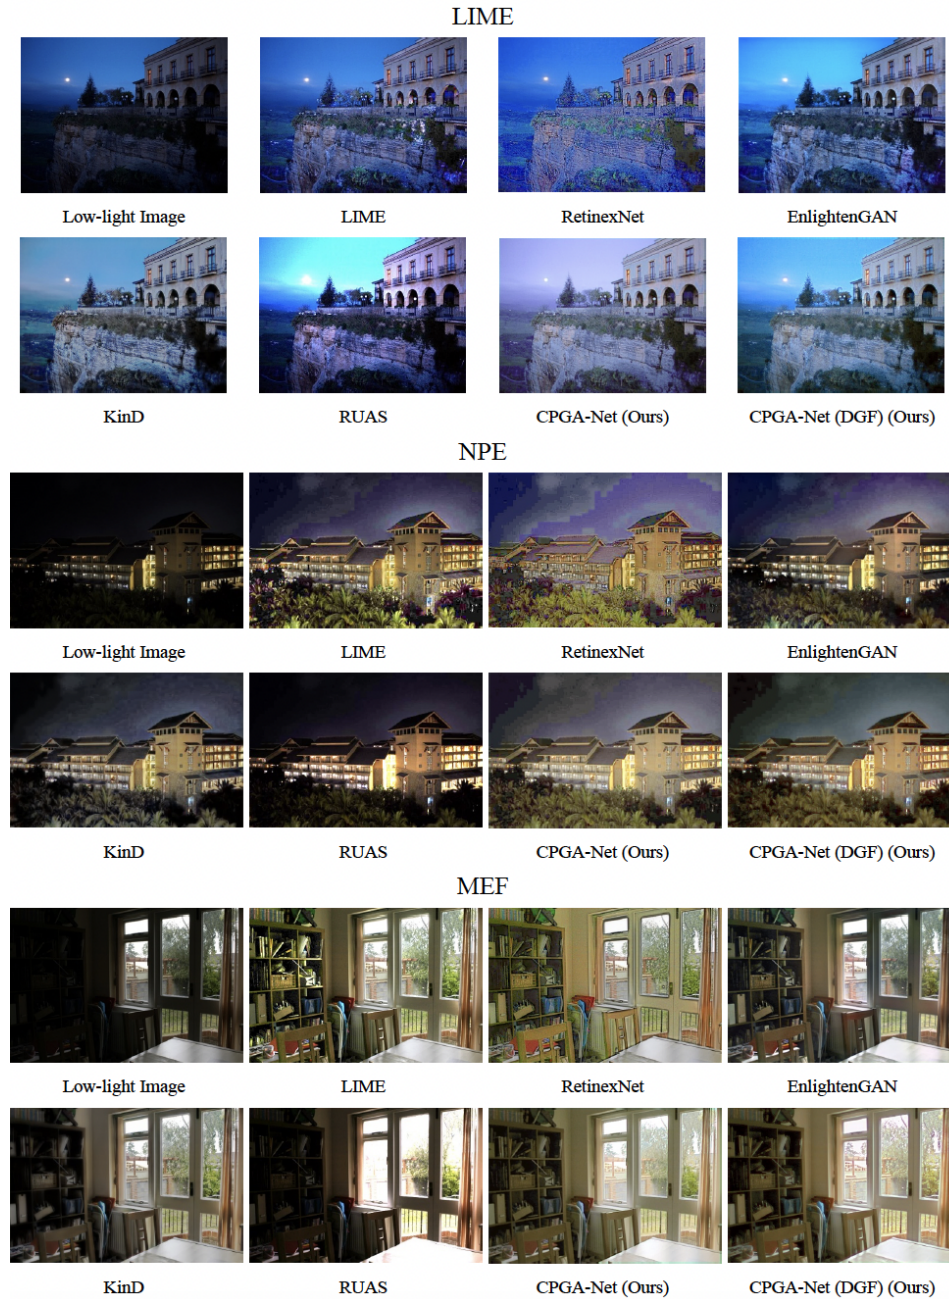 LIME
Low-light Image LIME RetinexNet EnlightenGAN
KinD RUAS CPGA-Net (Ours) CPGA-Net (DGF) (Ours)
NPE
Low-light Image LIME RetinexNet EnlightenGAN
KinD RUAS CPGA-Net (Ours) CPGA-Net (DGF) (Ours)
MEF
Low-light Image LIME RetinexNet EnlightenGAN
KinD RUAS CPGA-Net (Ours) CPGA-Net (DGF) (Ours)